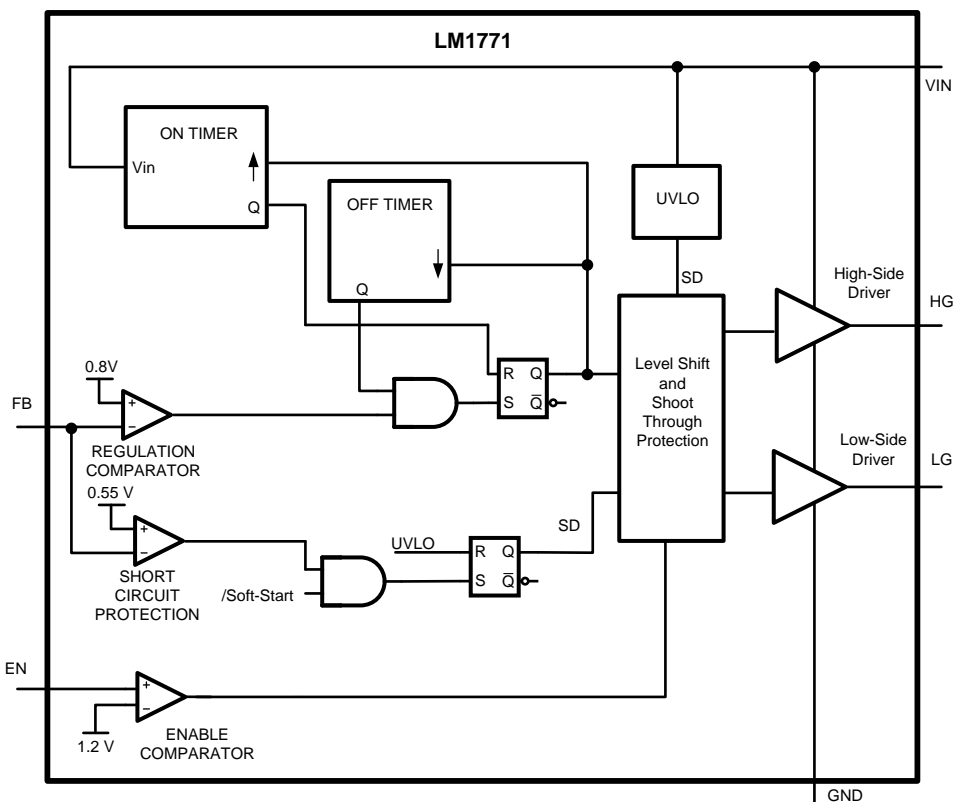 LM1771
VIN
ON TIMER
Vin
Q
OFF TIMER
Q
UVLO
SD
High-Side
Driver
HG
0.8V
FB
+
−
REGULATION
COMPARATOR
R Q
S Q̅
Level Shift
and
Shoot
Through
Protection
Low-Side
Driver
LG
0.55 V
+
−
SHORT
CIRCUIT
PROTECTION
/Soft-Start
UVLO
R Q
S Q̅
SD
EN
+
−
1.2 V
ENABLE
COMPARATOR
GND